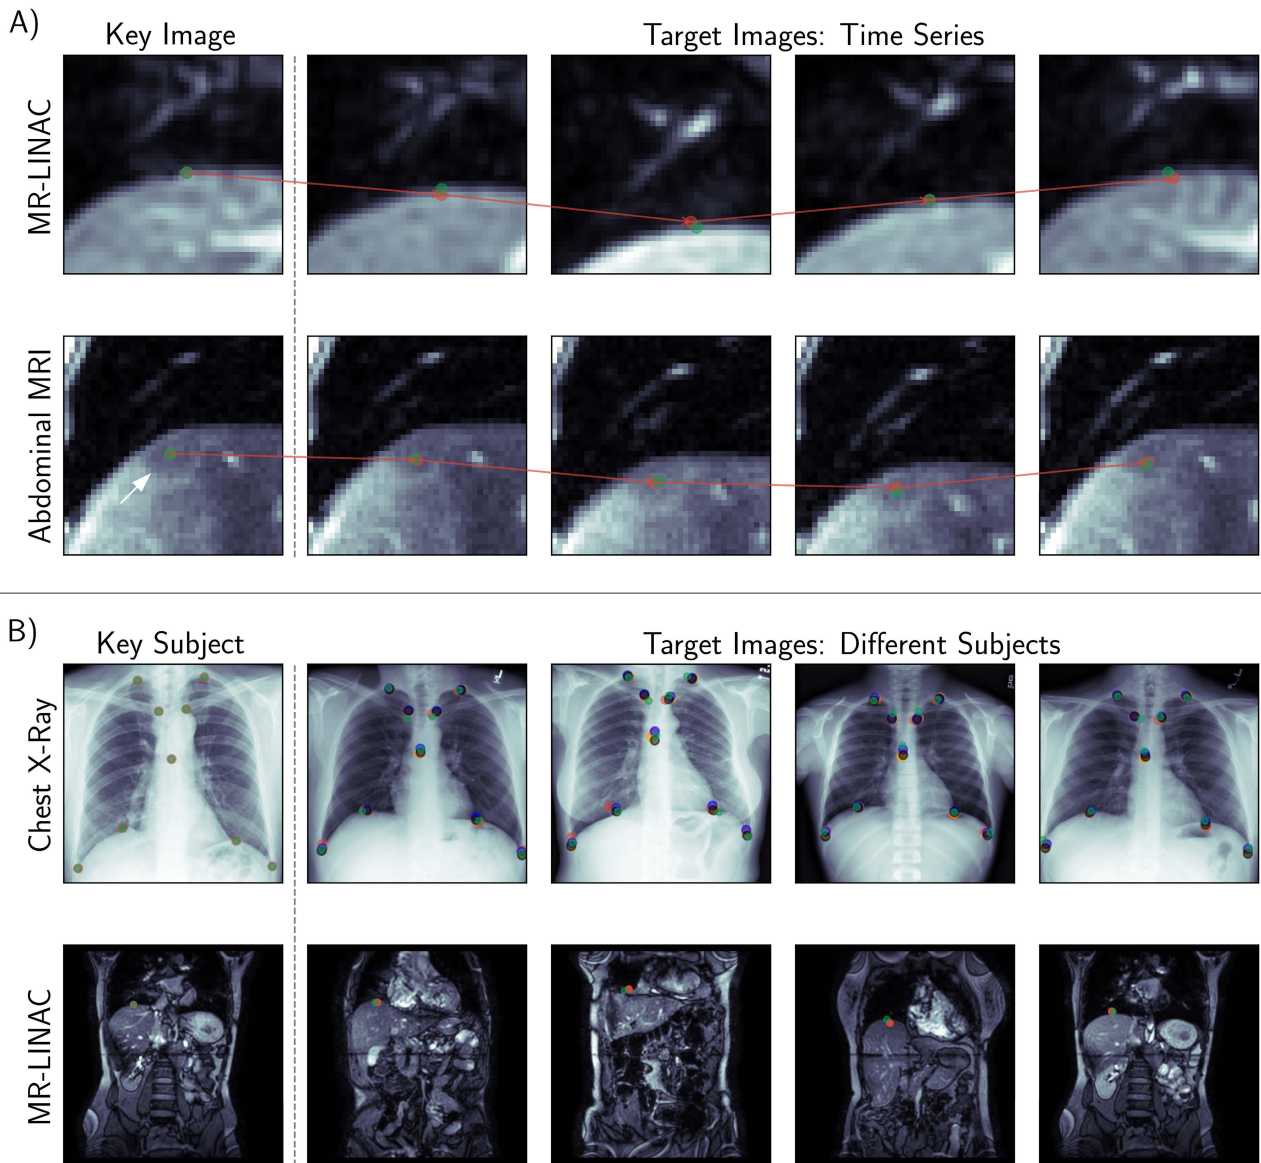 A)
Key Image
Target Images: Time Series
MR-LINAC
Abdominal MRI
B)
Key Subject
Target Images: Different Subjects
Chest X-Ray
MR-LINAC